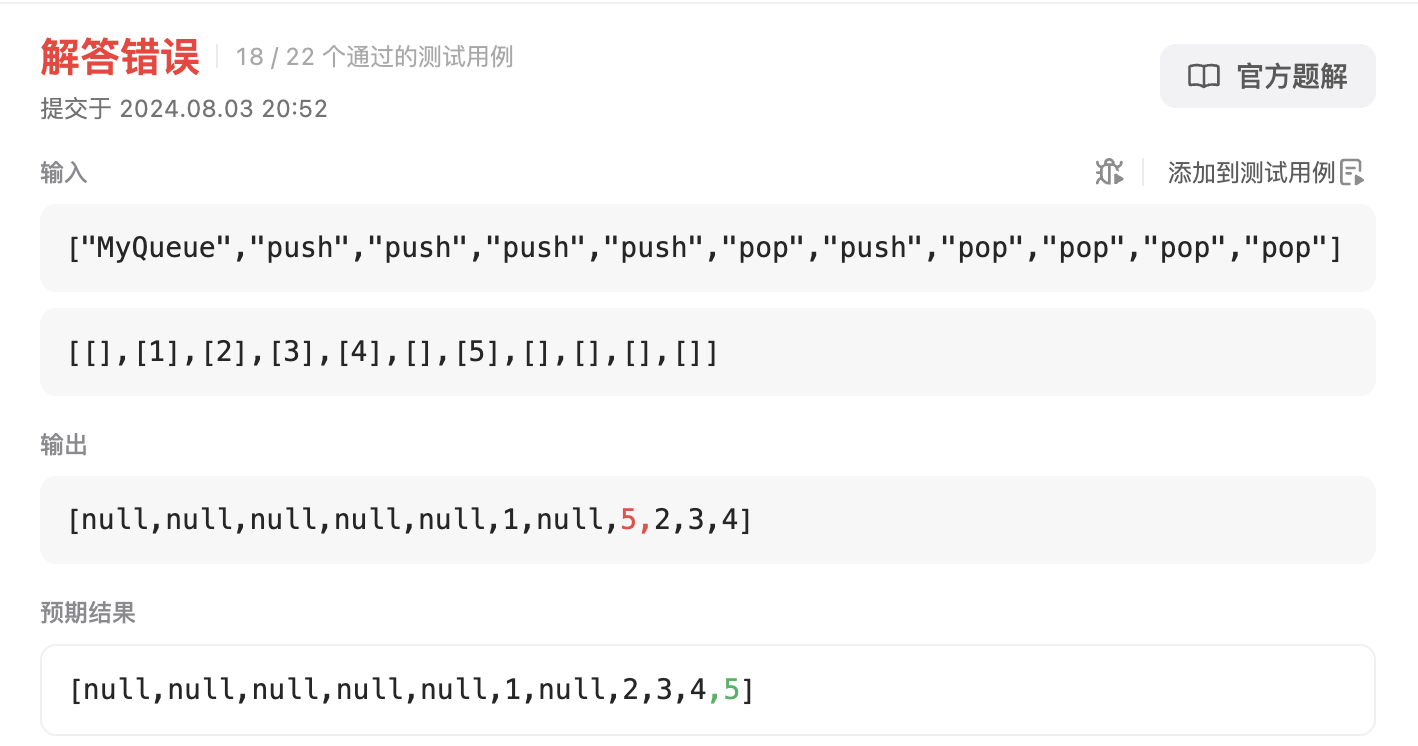 解答错误 18 / 22 个通过的测试用例
官方题解
提交于 2024.08.03 20:52
输入
添加到测试用例
["MyQueue","push","push","push","push","pop","push","pop","pop","pop","pop"]
[[],[1],[2],[3],[4],[],[5],[],[],[],[]]
输出
[null,null,null,null,null,1,null,5,2,3,4]
预期结果
[null,null,null,null,null,1,null,2,3,4,5]